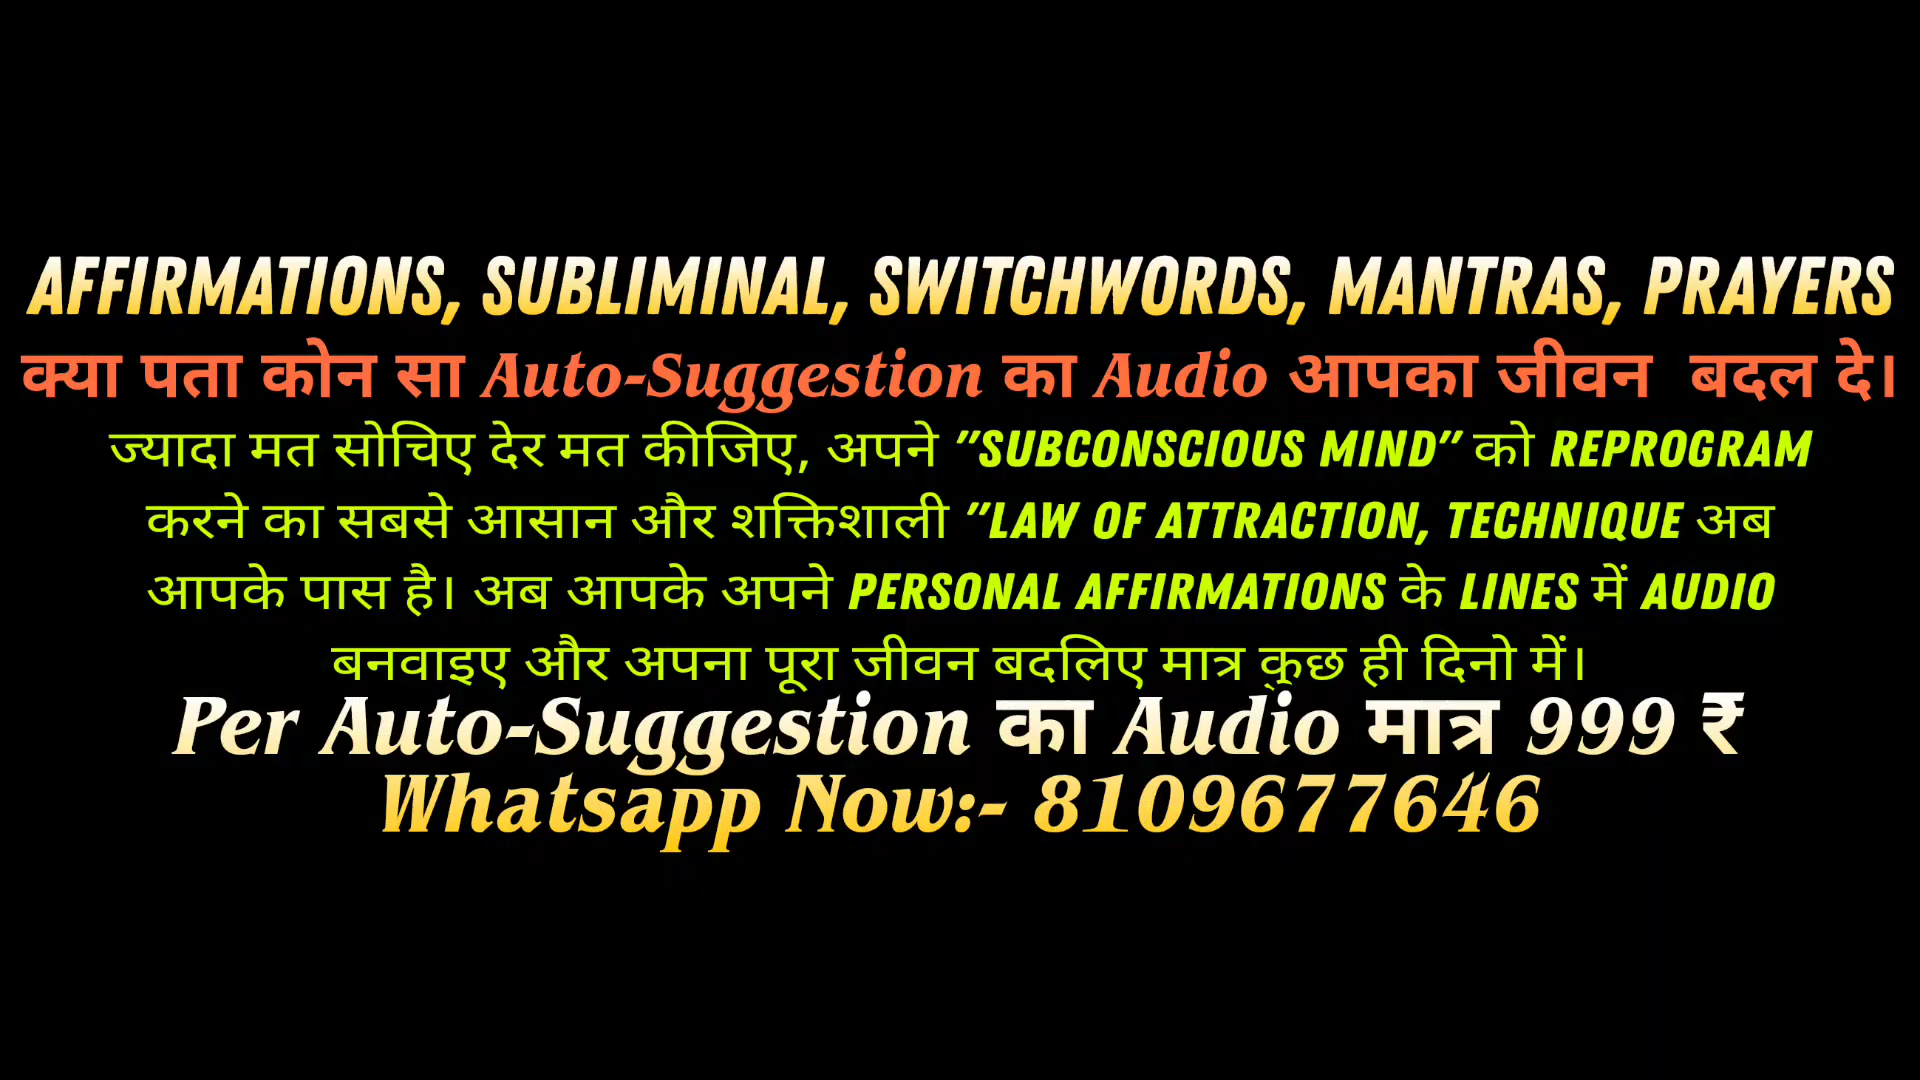 AFFIRMATIONS, SUBLIMINAL, SWITCHWORDS, MANTRAS, PRAYERS
क्या पता कोन सा Auto-Suggestion का Audio आपका जीवन बदल दे।
ज्यादा मत सोचिए देर मत कीजिए, अपने "SUBCONSCIOUS MIND" को REPROGRAM
करने का सबसे आसान और शक्तिशाली "LAW OF ATTRACTION, TECHNIQUE अब
आपके पास है। अब आपके अपने PERSONAL AFFIRMATIONS के LINES में AUDIO
बनवाइए और अपना पूरा जीवन बदलिए मात्र कुछ ही दिनो में।
Per Auto-Suggestion का Audio मात्र 999 ₹
Whatsapp Now:- 8109677646